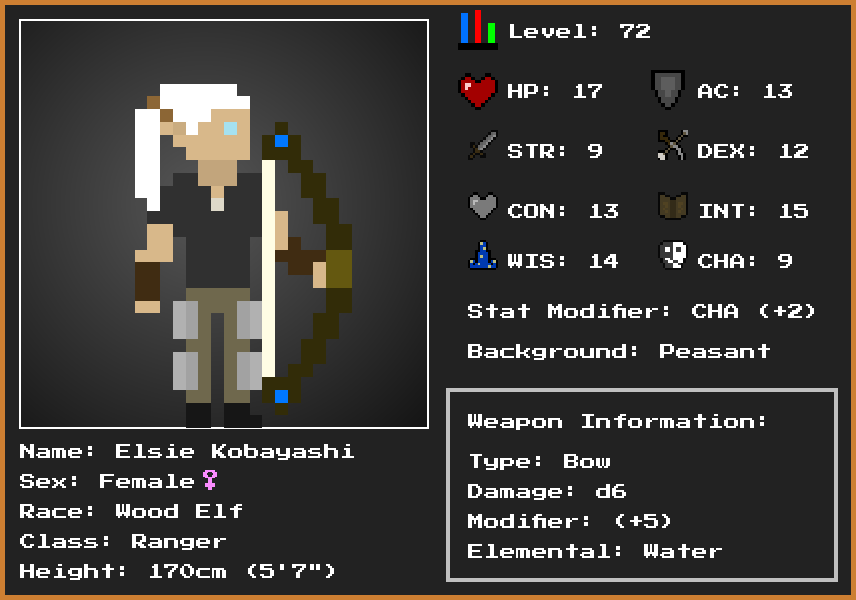 Level: 72
HP: 17
AC: 13
STR: 9
DEX: 12
CON: 13
INT: 15
WIS: 14
CHA: 9
Stat Modifier: CHA (+2)
Background: Peasant
Weapon Information:
Type: Bow
Damage: d6
Modifier: (+5)
Elemental: Water
Name: Elsie Kobayashi
Sex: Female♀
Race: Wood Elf
Class: Ranger
Height: 170cm (5'7")